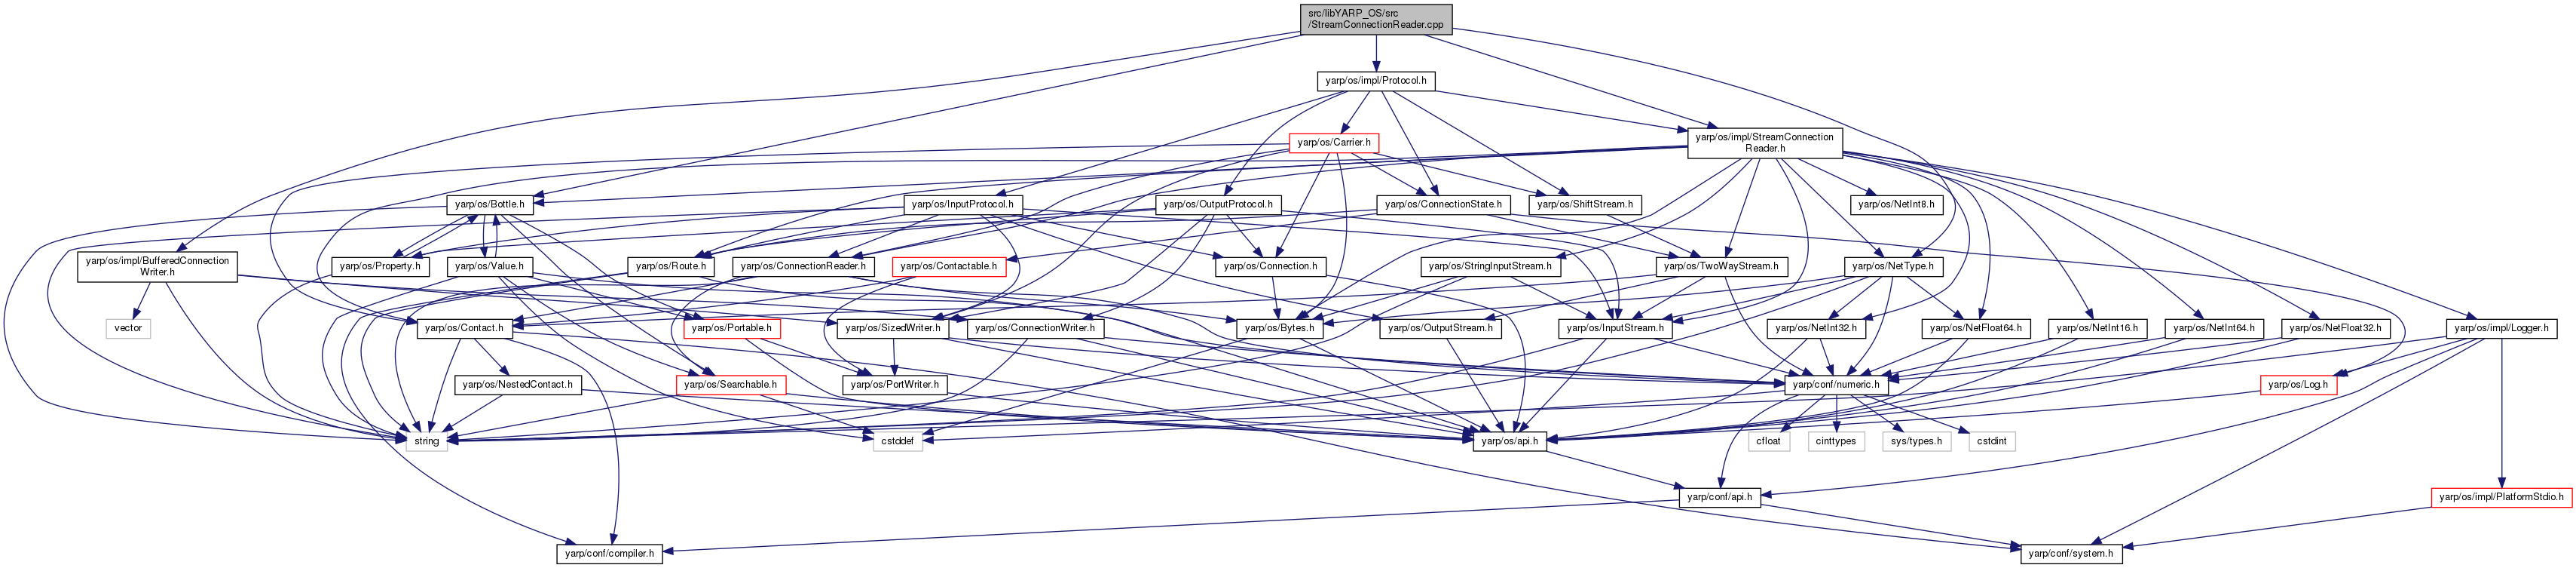 src/libYARP_OS/src
/StreamConnectionReader.cpp
yarp/os/impl/Protocol.h
yarp/os/Carrier.h
yarp/os/impl/StreamConnection
Reader.h
yarp/os/Bottle.h
yarp/os/InputProtocol.h
yarp/os/OutputProtocol.h
yarp/os/ConnectionState.h
yarp/os/ShiftStream.h
yarp/os/NetInt8.h
yarp/os/impl/BufferedConnection
Writer.h
yarp/os/Property.h
yarp/os/Value.h
yarp/os/Route.h
yarp/os/ConnectionReader.h
yarp/os/Contactable.h
yarp/os/Connection.h
yarp/os/StringInputStream.h
yarp/os/TwoWayStream.h
yarp/os/NetType.h
vector
yarp/os/Contact.h
yarp/os/Portable.h
yarp/os/SizedWriter.h
yarp/os/ConnectionWriter.h
yarp/os/Bytes.h
yarp/os/OutputStream.h
yarp/os/InputStream.h
yarp/os/NetInt32.h
yarp/os/NetFloat64.h
yarp/os/NetInt16.h
yarp/os/NetInt64.h
yarp/os/NetFloat32.h
yarp/os/impl/Logger.h
yarp/os/NestedContact.h
yarp/os/Searchable.h
yarp/os/PortWriter.h
yarp/conf/numeric.h
yarp/os/Log.h
string
cstddef
yarp/os/api.h
cfloat
cinttypes
sys/types.h
cstdint
yarp/conf/api.h
yarp/os/impl/PlatformStdio.h
yarp/conf/compiler.h
yarp/conf/system.h